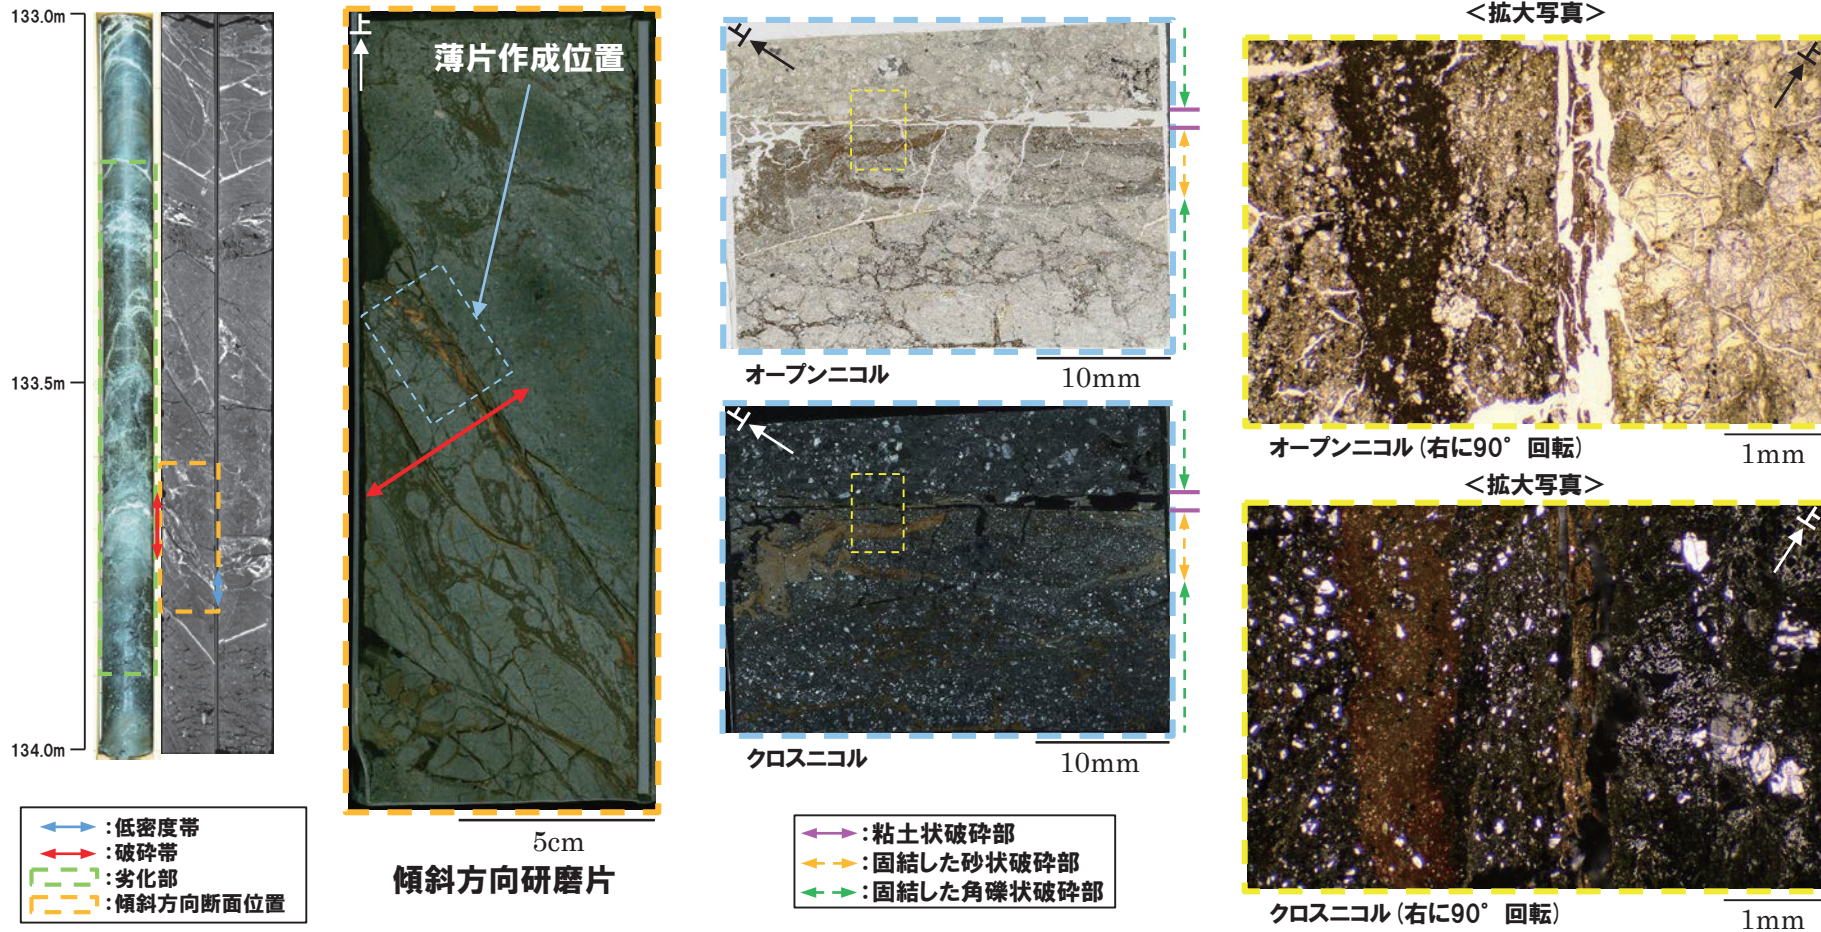 133.0m
133.5m
134.0m
:低密度帯
:破砕帯
:劣化部
:傾斜方向断面位置
上
薄片作成位置
5cm
傾斜方向研磨片
上
オープンニコル
10mm
上
クロスニコル
10mm
:粘土状破砕部
:固結した砂状破砕部
:固結した角礫状破砕部
<拡大写真>
上
オープンニコル (右に90° 回転)
1mm
<拡大写真>
上
クロスニコル (右に90° 回転)
1mm